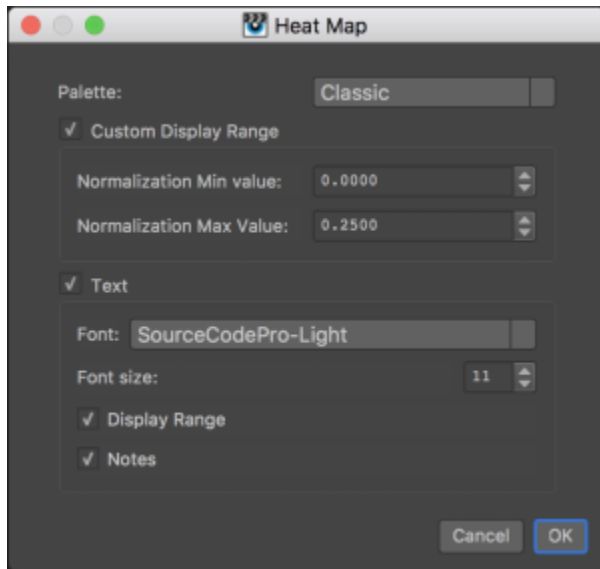 Heat Map
Palette: Classic
Custom Display Range
Normalization Min value: 0.0000
Normalization Max Value: 0.2500
Text
Font: SourceCodePro-Light
Font size: 11
Display Range
Notes
Cancel OK